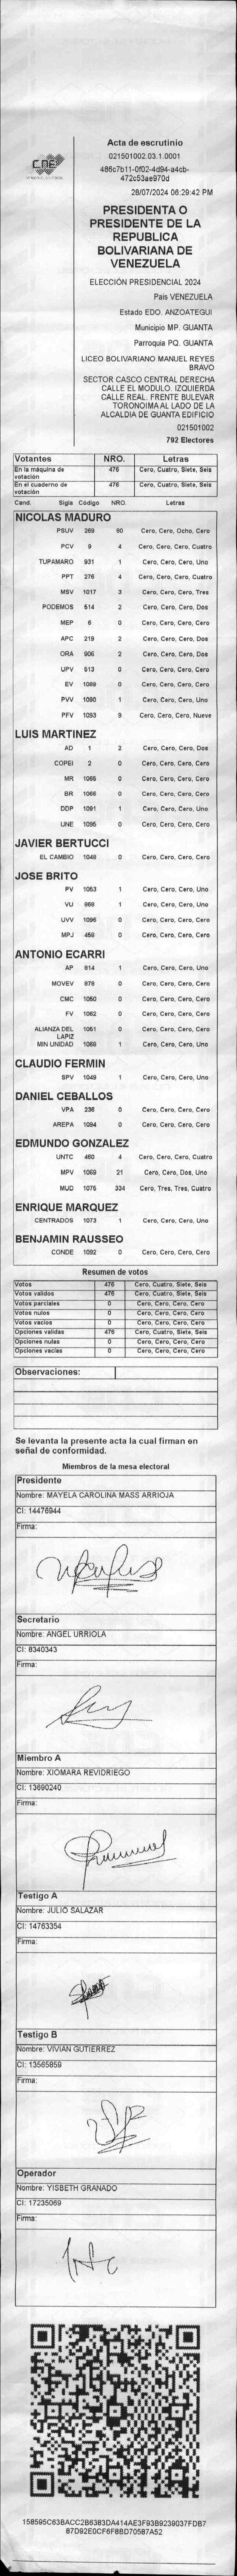 Acta de escrutinio
021501002.03.1.0001
486c7b11-0f02-4d94-a4cb-
472c53ae970d
28/07/2024 06:29:42 PM
CNE
PRESIDENTA O
PRESIDENTE DE LA
REPUBLICA
BOLIVARIANA DE
VENEZUELA
ELECCIÓN PRESIDENCIAL 2024
Pais VENEZUELA
Estado EDO. ANZOATEGUI
Municipio MP. GUANTA
Parroquia PQ. GUANTA
LICEO BOLIVARIANO MANUEL REYES
BRAVO
SECTOR CASCO CENTRAL DERECHA
CALLE EL MODULO. IZQUIERDA
CALLE REAL. FRENTE BULEVAR
TORONOIMA AL LADO DE LA
ALCALDIA DE GUANTA EDIFICIO
021501002
792 Electores
Votantes NRO. Letras
En la máquina de votación 476 Cero, Cuatro, Siete, Seis
En el cuaderno de votación 476 Cero, Cuatro, Siete, Seis
Cand. Sigla Código NRO. Letras
NICOLAS MADURO
PSUV 269 80 Cero, Cero, Ocho, Cero
PCV 9 4 Cero, Cero, Cero, Cuatro
TUPAMARO 931 1 Cero, Cero, Cero, Uno
PPT 276 4 Cero, Cero, Cero, Cuatro
MSV 1017 3 Cero, Cero, Cero, Tres
PODEMOS 514 2 Cero, Cero, Cero, Dos
MEP 6 0 Cero, Cero, Cero, Cero
APC 219 2 Cero, Cero, Cero, Dos
ORA 906 2 Cero, Cero, Cero, Dos
UPV 513 0 Cero, Cero, Cero, Cero
EV 1089 0 Cero, Cero, Cero, Cero
PVV 1090 1 Cero, Cero, Cero, Uno
PFV 1093 9 Cero, Cero, Cero, Nueve
LUIS MARTINEZ
AD 1 2 Cero, Cero, Cero, Dos
COPEI 2 0 Cero, Cero, Cero, Cero
MR 1065 0 Cero, Cero, Cero, Cero
BR 1066 0 Cero, Cero, Cero, Cero
DDP 1091 1 Cero, Cero, Cero, Uno
UNE 1095 0 Cero, Cero, Cero, Cero
JAVIER BERTUCCI
EL CAMBIO 1048 0 Cero, Cero, Cero, Cero
JOSE BRITO
PV 1053 1 Cero, Cero, Cero, Uno
VU 868 1 Cero, Cero, Cero, Uno
UVV 1096 0 Cero, Cero, Cero, Cero
MPJ 458 0 Cero, Cero, Cero, Cero
ANTONIO ECARRI
AP 814 1 Cero, Cero, Cero, Uno
MOVEV 878 0 Cero, Cero, Cero, Cero
CMC 1050 0 Cero, Cero, Cero, Cero
FV 1062 0 Cero, Cero, Cero, Cero
ALIANZA DEL LAPIZ 1051 0 Cero, Cero, Cero, Cero
MIN UNIDAD 1068 1 Cero, Cero, Cero, Uno
CLAUDIO FERMIN
SPV 1049 1 Cero, Cero, Cero, Uno
DANIEL CEBALLOS
VPA 236 0 Cero, Cero, Cero, Cero
AREPA 1094 0 Cero, Cero, Cero, Cero
EDMUNDO GONZALEZ
UNTC 460 4 Cero, Cero, Cero, Cuatro
MPV 1069 21 Cero, Cero, Dos, Uno
MUD 1075 334 Cero, Tres, Tres, Cuatro
ENRIQUE MARQUEZ
CENTRADOS 1073 1 Cero, Cero, Cero, Uno
BENJAMIN RAUSSEO
CONDE 1092 0 Cero, Cero, Cero, Cero
Resumen de votos
Votos 476 Cero, Cuatro, Siete, Seis
Votos validos 476 Cero, Cuatro, Siete, Seis
Votos parciales 0 Cero, Cero, Cero, Cero
Votos nulos 0 Cero, Cero, Cero, Cero
Votos vacios 0 Cero, Cero, Cero, Cero
Opciones validas 476 Cero, Cuatro, Siete, Seis
Opciones nulas 0 Cero, Cero, Cero, Cero
Opciones vacias 0 Cero, Cero, Cero, Cero
Observaciones:
Se levanta la presente acta la cual firman en
señal de conformidad.
Miembros de la mesa electoral
Presidente
Nombre: MAYELA CAROLINA MASS ARRIOJA
CI: 14476944
Firma:
Secretario
Nombre: ANGEL URRIOLA
CI: 8340343
Firma:
Miembro A
Nombre: XIOMARA REVIDRIEGO
CI: 13690240
Firma:
Testigo A
Nombre: JULIO SALAZAR
CI: 14763354
Firma:
Testigo B
Nombre: VIVIAN GUTIERREZ
CI: 13565859
Firma:
Operador
Nombre: YISBETH GRANADO
CI: 17235069
Firma:
158595C63BACC2B6383DA414AE3F93B9239037FDB7
87D92E0CF6F8BD70587A52